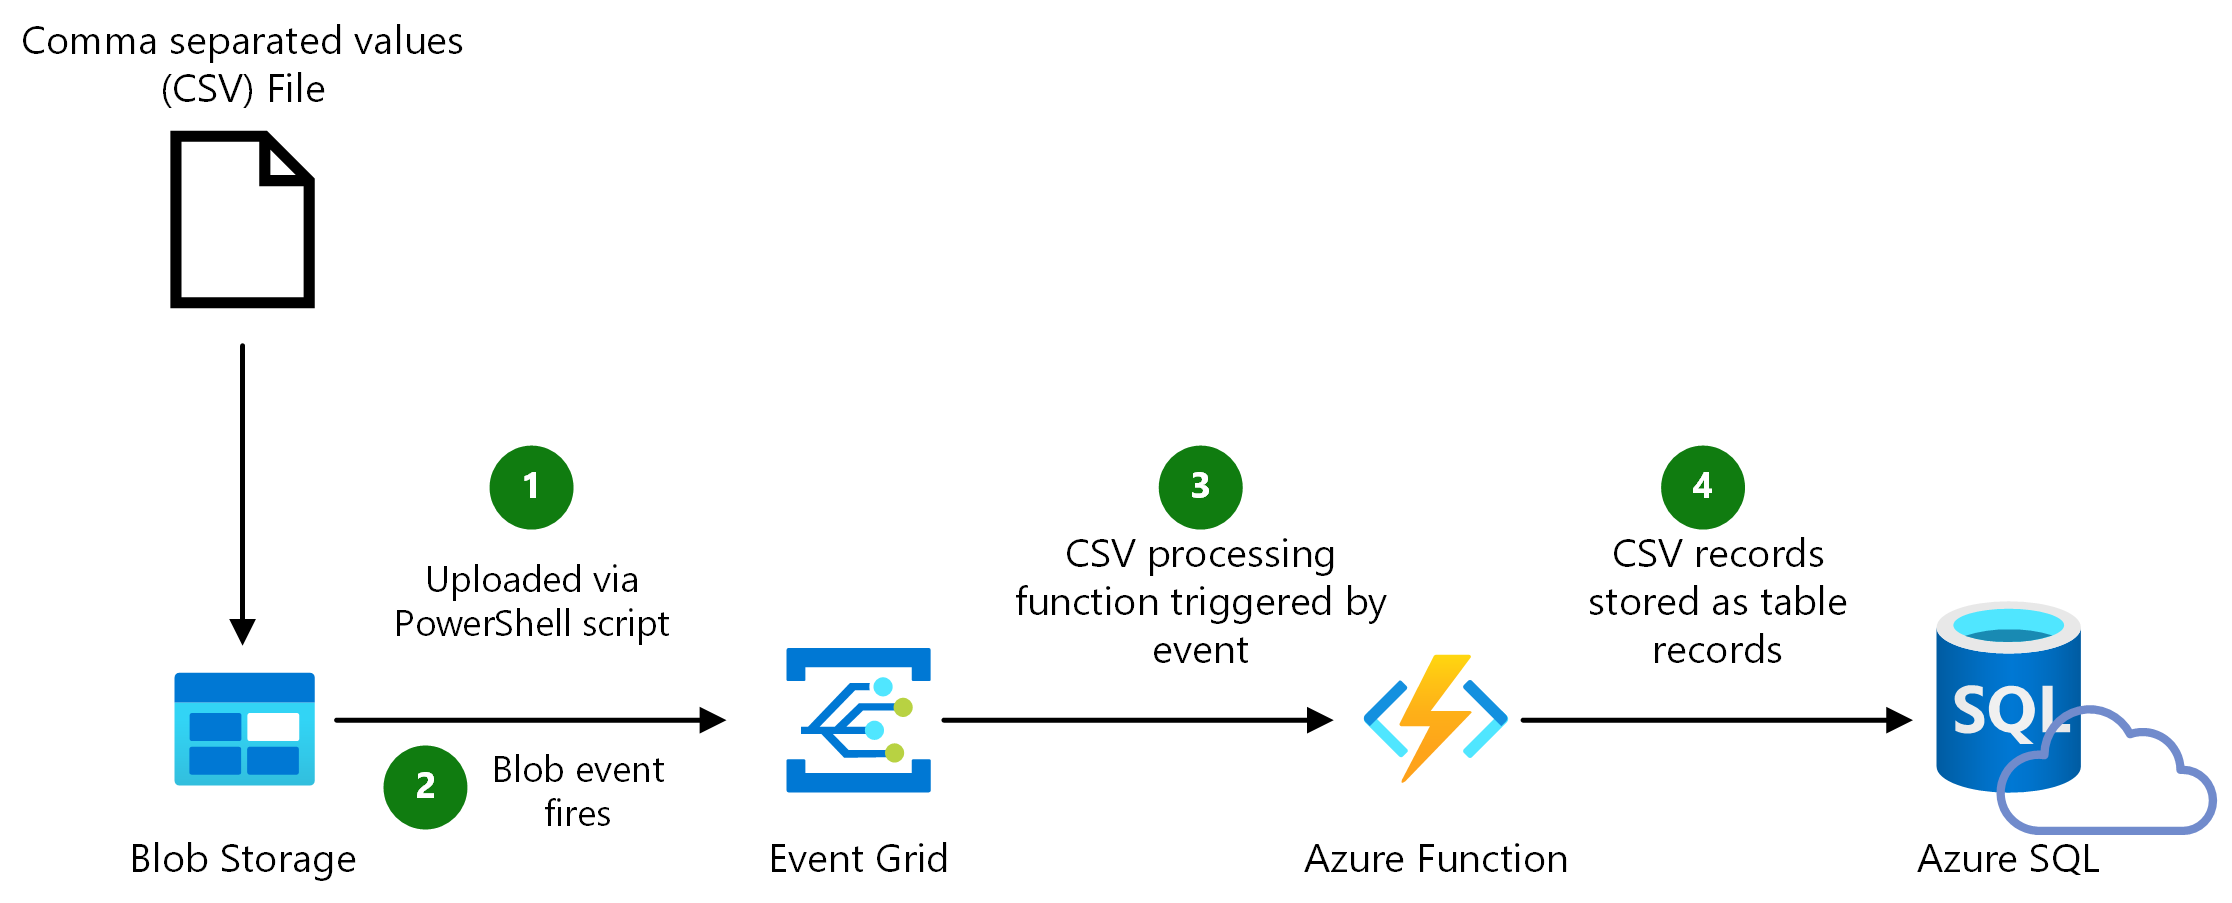 Comma separated values
(CSV) File
1
Uploaded via
PowerShell script
2
Blob event
fires
3
CSV processing
function triggered by
event
4
CSV records
stored as table
records
SQL
Blob Storage
Event Grid
Azure Function
Azure SQL